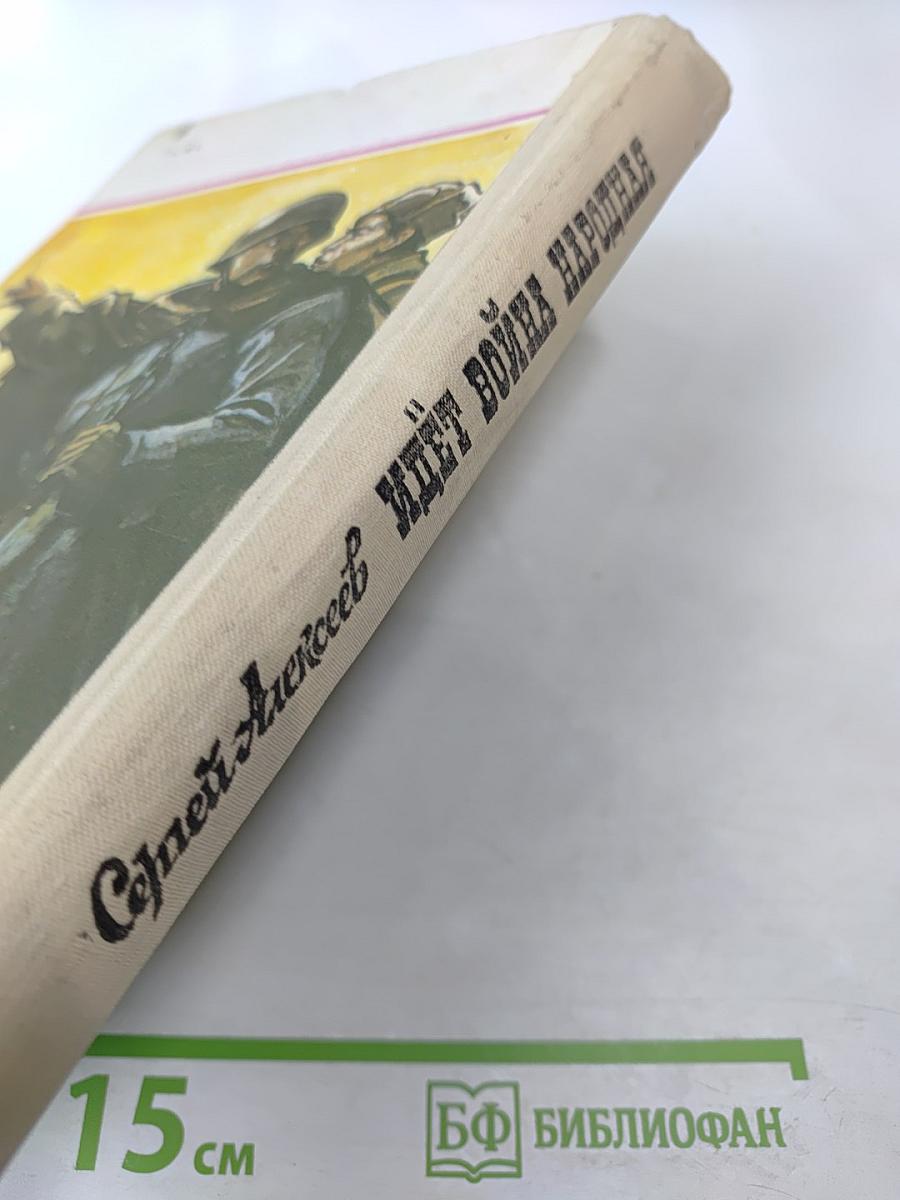 Сергей Алексеев ИДЁТ ВОЙНА НАРОДНАЯ
15 см
БФ БИБЛИОФАН